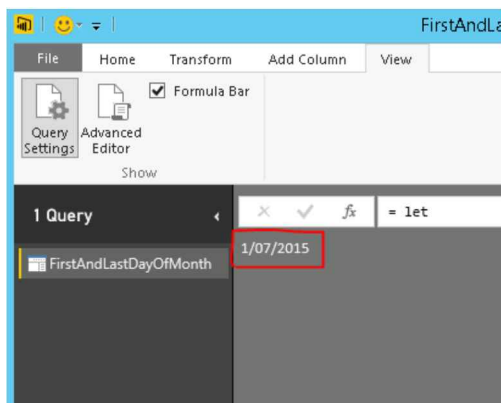 FirstAndLa
File Home Transform Add Column View
Query Settings
Advanced Editor
Formula Bar
Show
1 Query
= let
fx
FirstAndLastDayOfMonth
1/07/2015